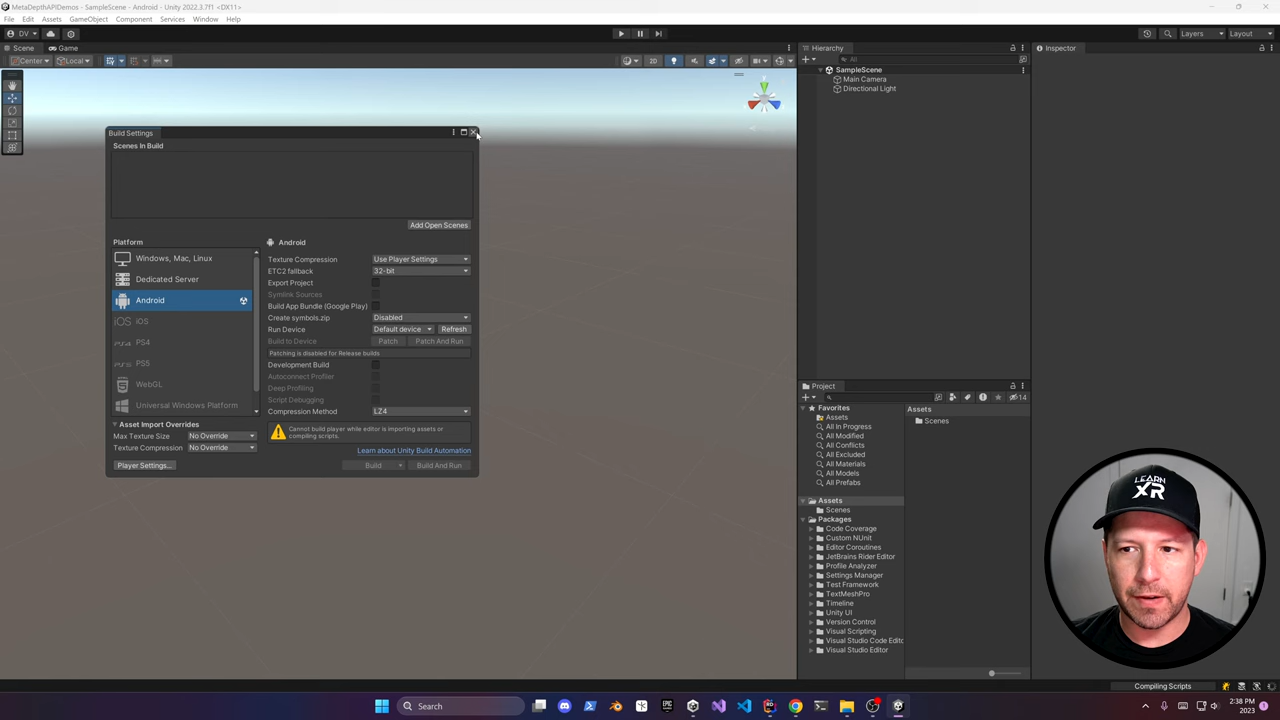 MetaDepthAPIDemos - SampleScene - Android - Unity 2022.3.7f1 <DX11>
File Edit Assets GameObject Component Services Window Help
DV Layers Layout
Scene Game
Center Local 2D
Build Settings
Scenes In Build
Add Open Scenes
Platform
Windows, Mac, Linux
Dedicated Server
Android
iOS
PS4
PS5
WebGL
Universal Windows Platform
Asset Import Overrides
Max Texture Size No Override
Texture Compression No Override
Player Settings...
Android
Texture Compression Use Player Settings
ETC2 fallback 32-bit
Export Project
Symlink Sources
Build App Bundle (Google Play)
Create symbols.zip Disabled
Run Device Default device Refresh
Build to Device Patch Patch And Run
Patching is disabled for Release builds
Development Build
Autoconnect Profiler
Deep Profiling
Script Debugging
Compression Method LZ4
Cannot build player while editor is importing assets or
compiling scripts.
Learn about Unity Build Automation
Build Build And Run
Hierarchy
All
SampleScene
Main Camera
Directional Light
Inspector
Project
14
Favorites
Assets
All In Progress
All Modified
All Conflicts
All Excluded
All Materials
All Models
All Prefabs
Assets
Scenes
Packages
Code Coverage
Custom NUnit
Editor Coroutines
JetBrains Rider Editor
Profile Analyzer
Settings Manager
Test Framework
TextMeshPro
Timeline
Unity UI
Version Control
Visual Scripting
Visual Studio Code Edito
Visual Studio Editor
Assets
Scenes
LEARN
XR
Compiling Scripts
Search
2:38 PM
2023